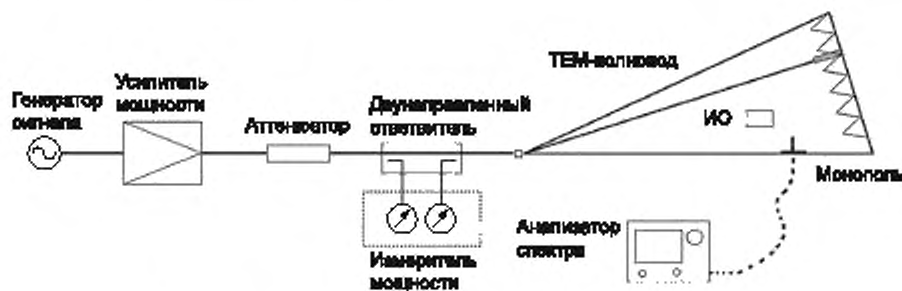 Генератор
сигнала
Усилитель
мощности
Аттенюатор
Двунаправленный
ответвитель
Измеритель
мощности
ТЕМ-волновод
ИО
Монополь
Анализатор
спектра